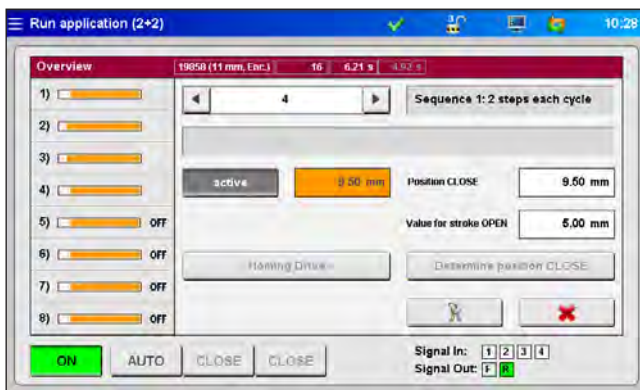 Run application (2+2) 10:28
Overview 19858 (11 mm, Enc.) 16 6.21 s 4.92 s
1)
2)
3)
4)
5) OFF
6) OFF
7) OFF
8) OFF
4 Sequence 1: 2 steps each cycle
active 9.50 mm Position CLOSE 9.50 mm
Value for stroke OPEN 5.00 mm
Homing Drive Determine position CLOSE
ON AUTO CLOSE CLOSE
Signal In: 1 2 3 4
Signal Out: F R